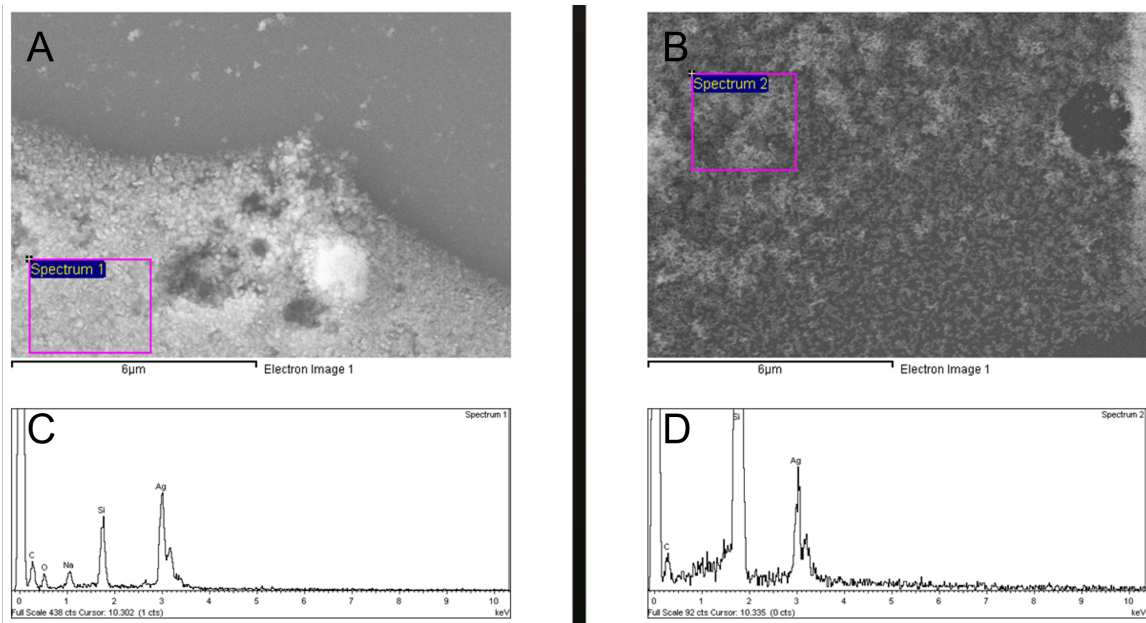 A
Spectrum 1
6µm
Electron Image 1
B
Spectrum 2
6µm
Electron Image 1
C
Spectrum 1
C
O
Na
Si
Ag
0 1 2 3 4 5 6 7 8 9 10
Full Scale 438 cts Cursor: 10.302 (1 cts)
keV
D
Spectrum 2
C
Si
Ag
0 1 2 3 4 5 6 7 8 9 10
Full Scale 92 cts Cursor: 10.335 (0 cts)
keV